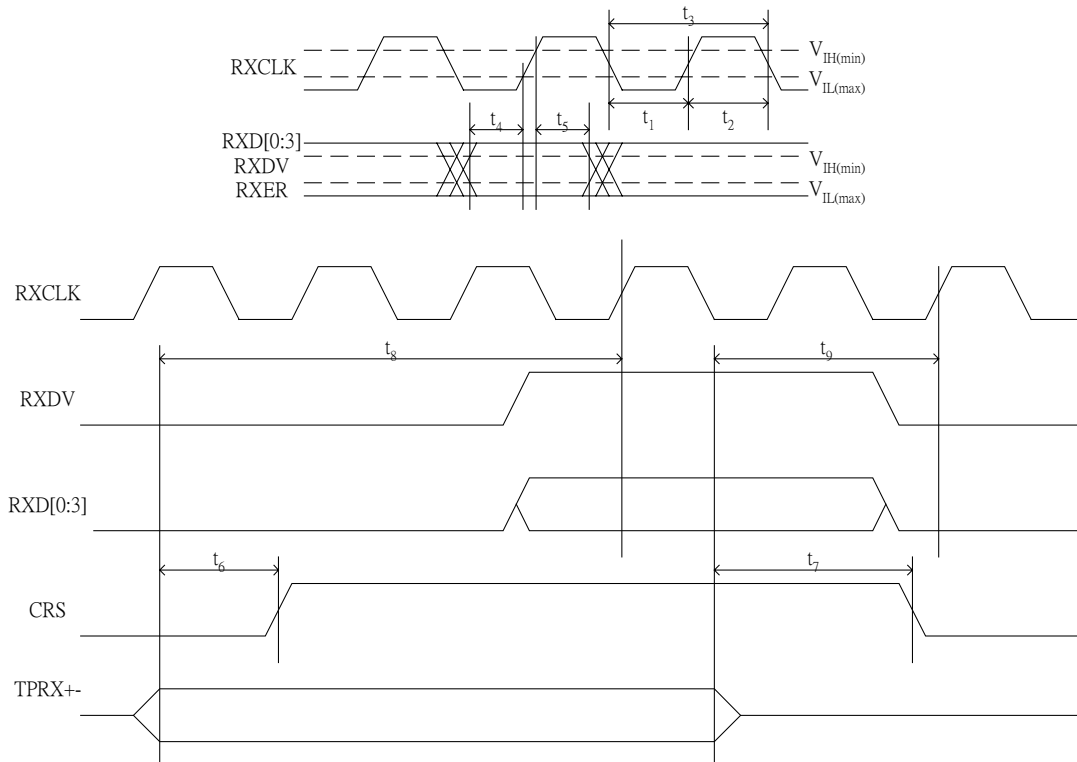 t3
RXCLK
VIH(min)
VIL(max)
t4
t5
t1
t2
RXD[0:3]
RXDV
RXER
VIH(min)
VIL(max)
RXCLK
t8
t9
RXDV
RXD[0:3]
t6
t7
CRS
TPRX+-